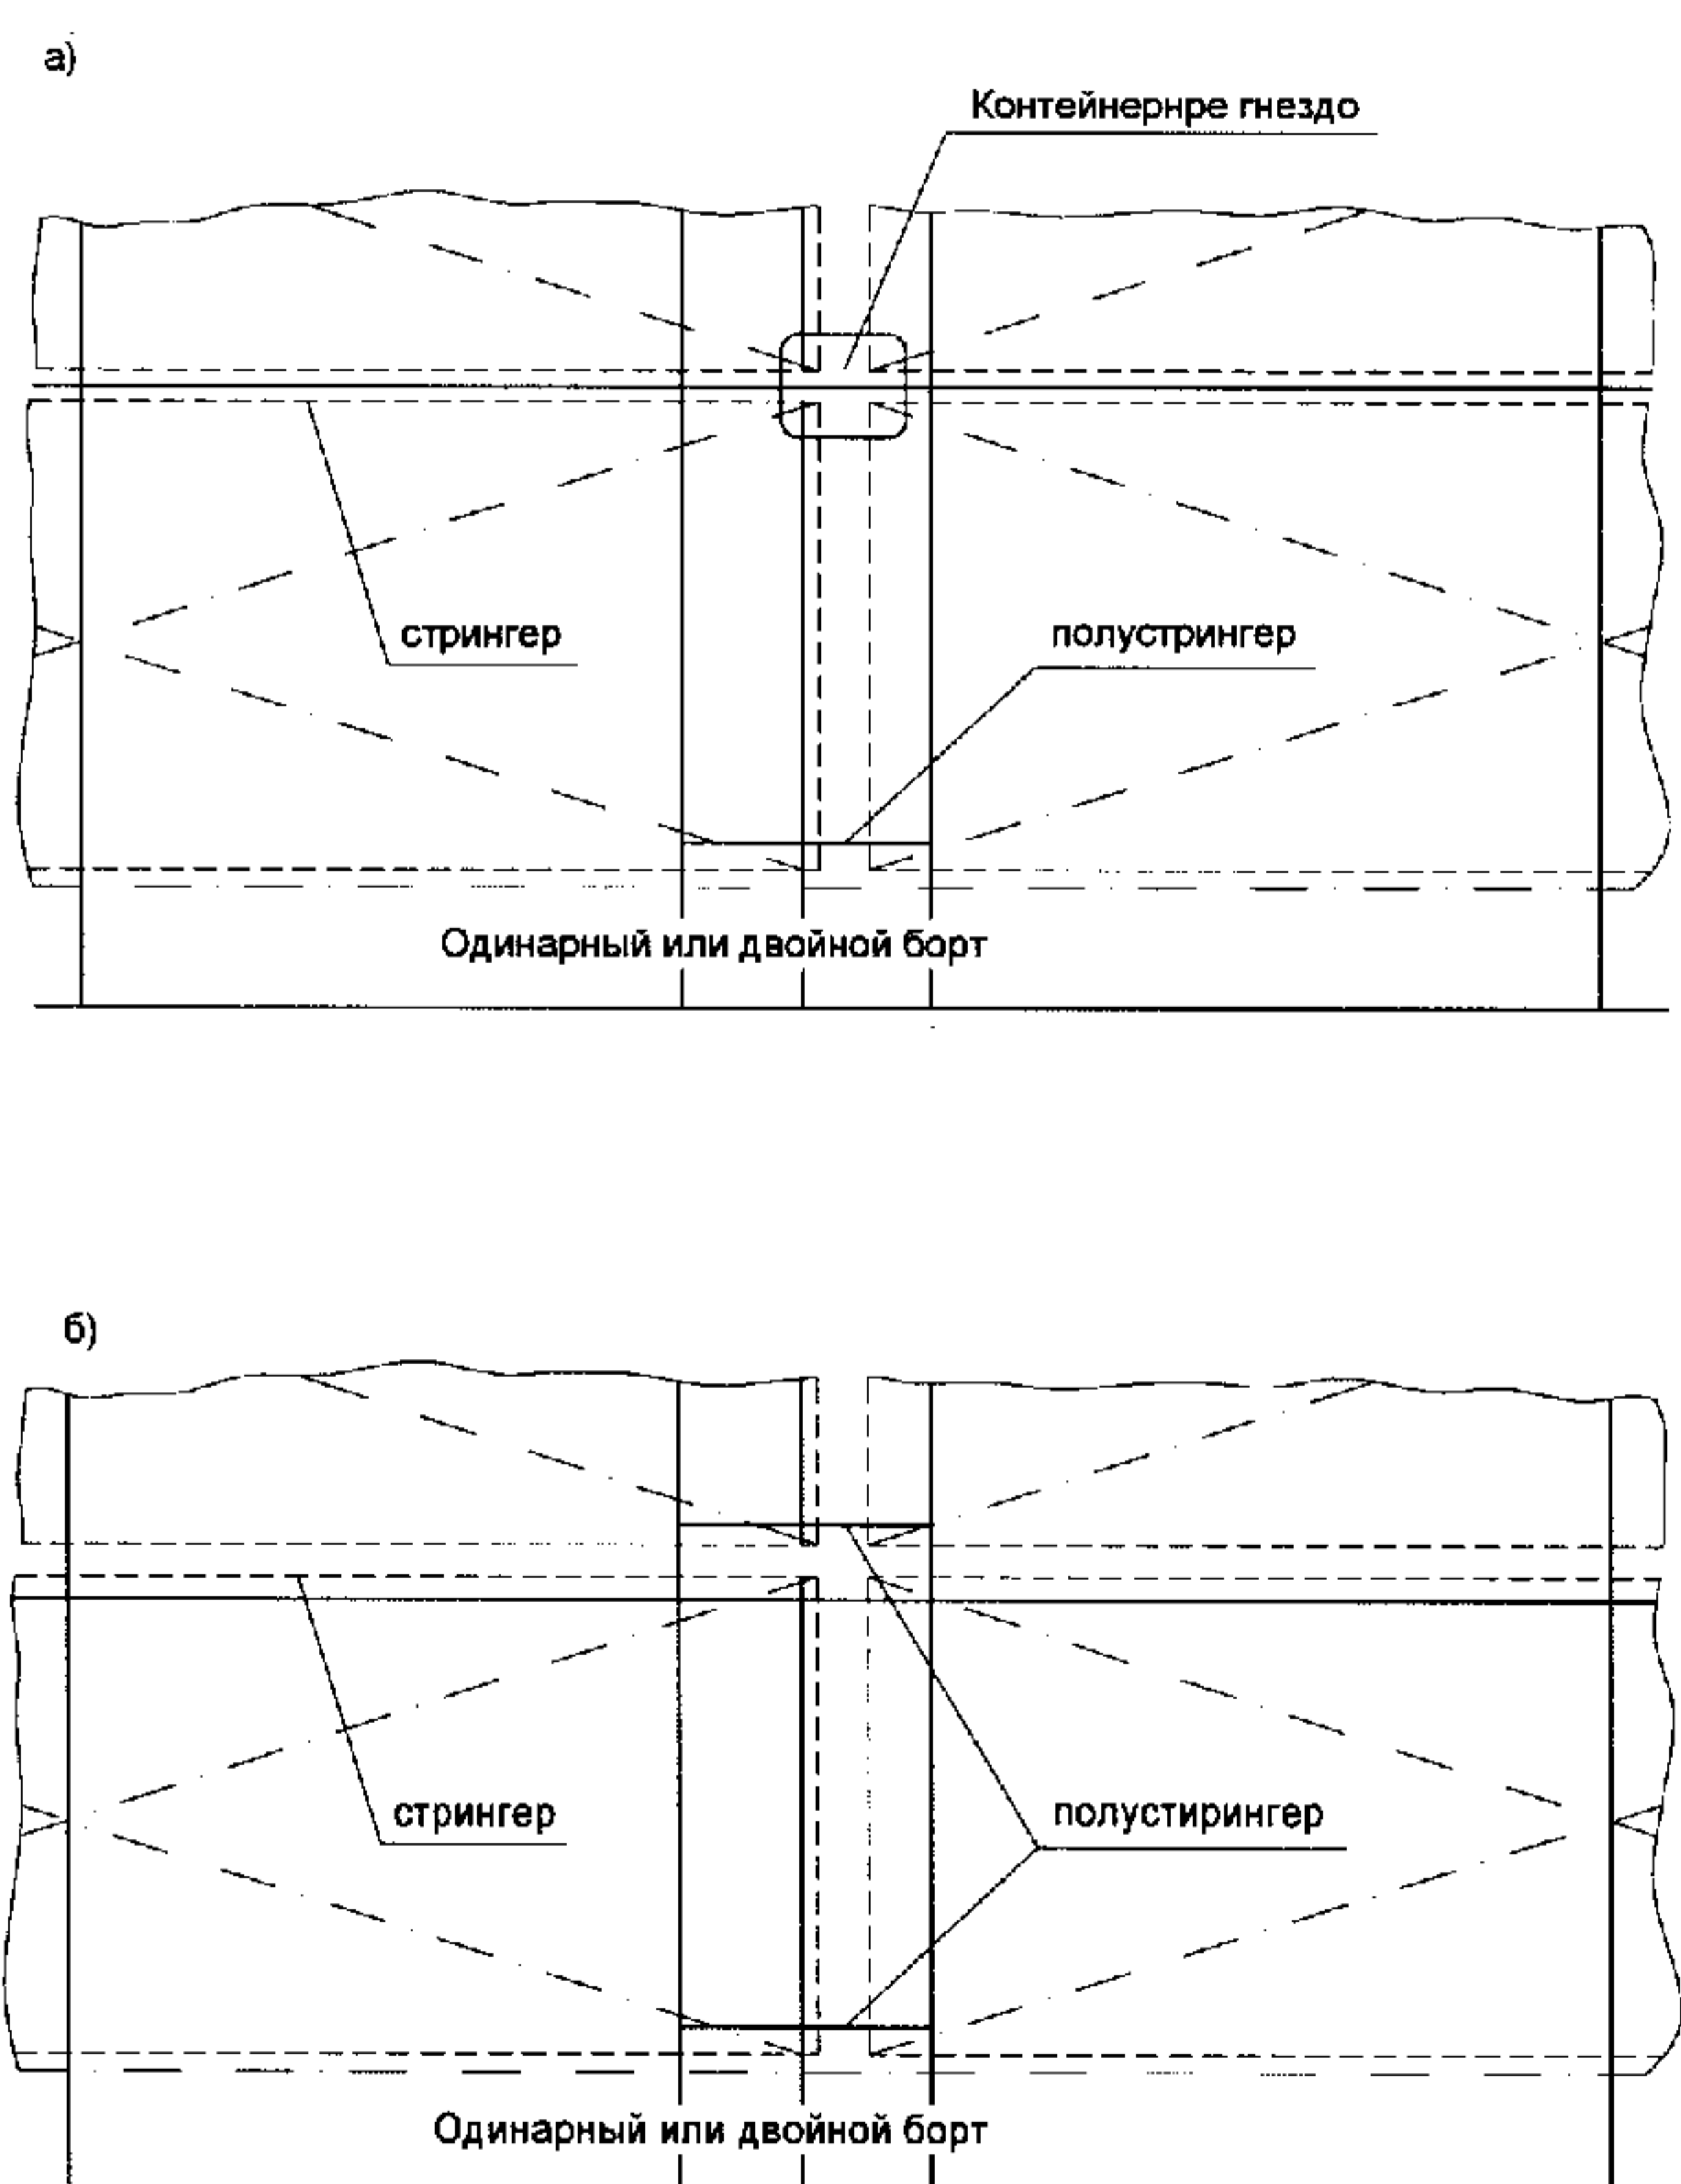 а)
Контейнернре гнездо
стрингер
полустрингер
Одинарный или двойной борт
б)
стрингер
полустирингер
Одинарный или двойной борт